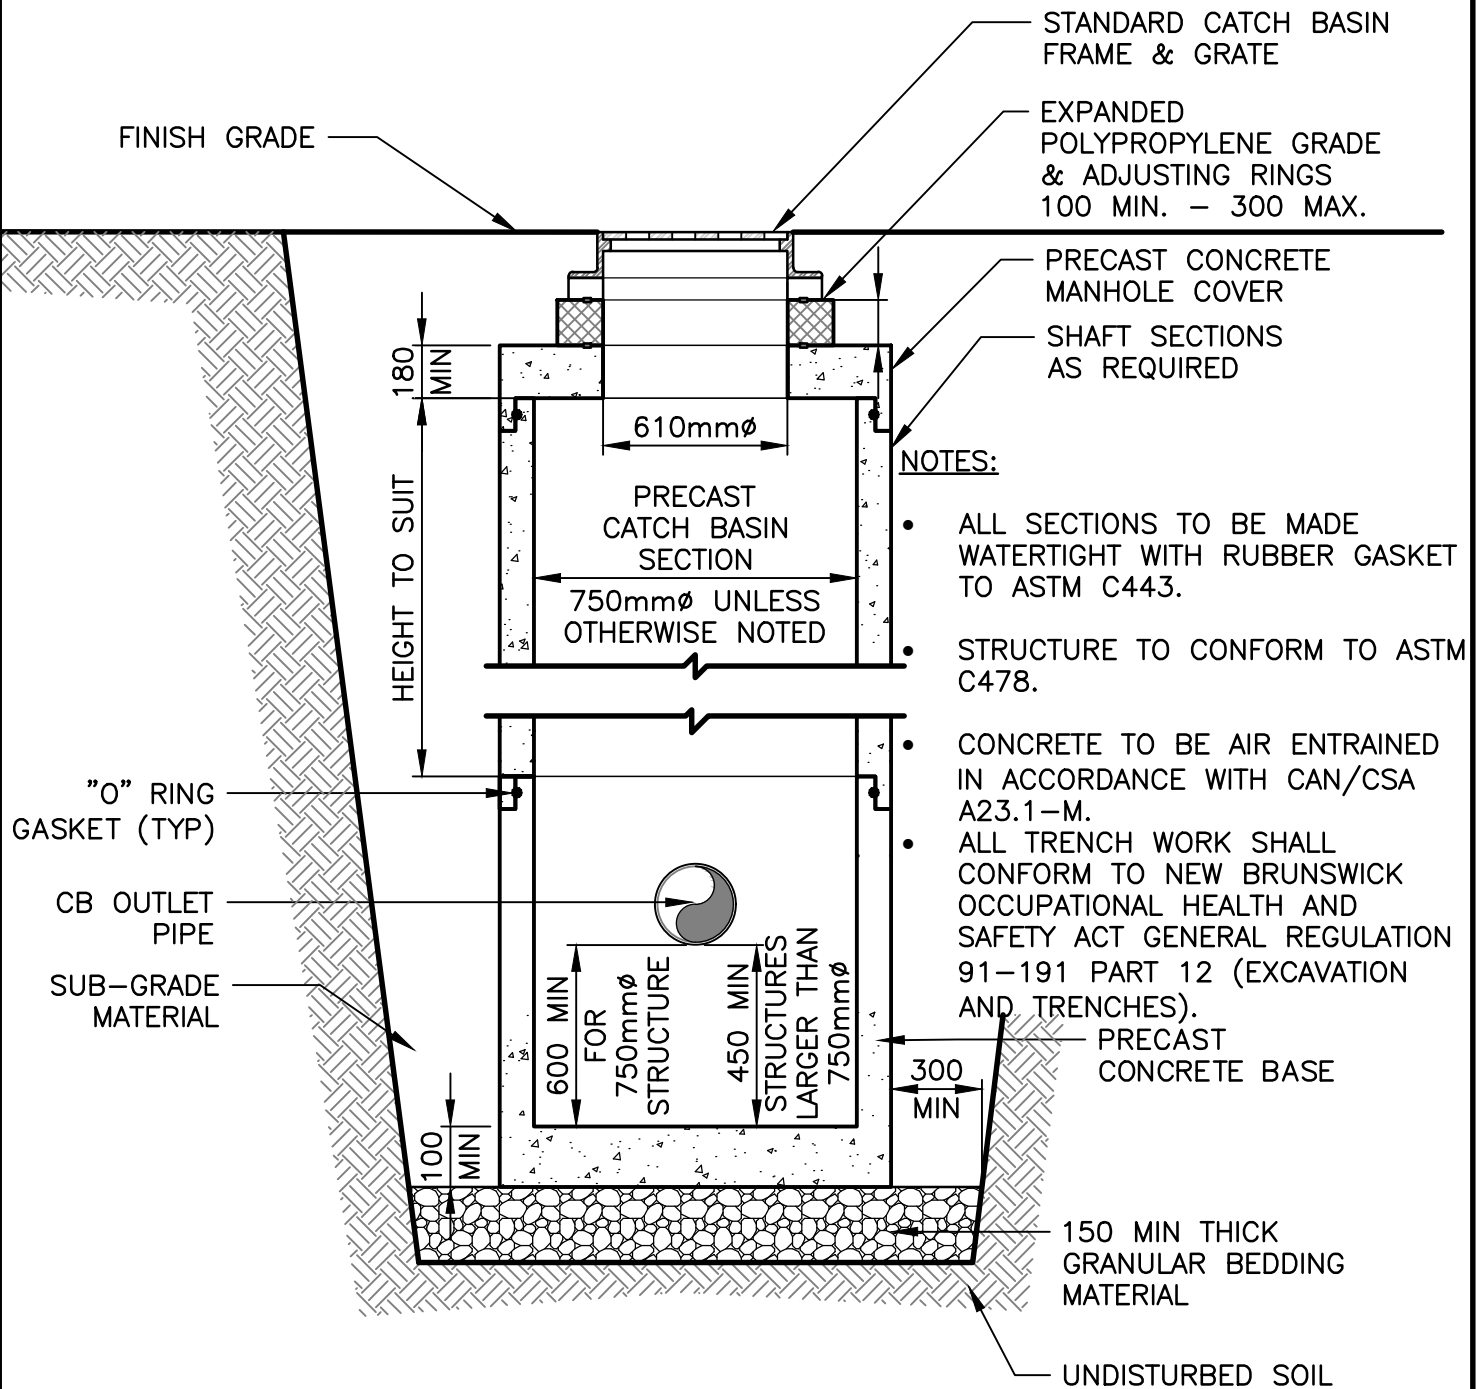 STANDARD CATCH BASIN
FRAME & GRATE
EXPANDED
POLYPROPYLENE GRADE
& ADJUSTING RINGS
100 MIN. – 300 MAX.
FINISH GRADE
PRECAST CONCRETE
MANHOLE COVER
SHAFT SECTIONS
AS REQUIRED
180
MIN
610mmø
HEIGHT TO SUIT
PRECAST
CATCH BASIN
SECTION
750mmø UNLESS
OTHERWISE NOTED
NOTES:
• ALL SECTIONS TO BE MADE
WATERTIGHT WITH RUBBER GASKET
TO ASTM C443.
• STRUCTURE TO CONFORM TO ASTM
C478.
• CONCRETE TO BE AIR ENTRAINED
IN ACCORDANCE WITH CAN/CSA
A23.1–M.
• ALL TRENCH WORK SHALL
CONFORM TO NEW BRUNSWICK
OCCUPATIONAL HEALTH AND
SAFETY ACT GENERAL REGULATION
91–191 PART 12 (EXCAVATION
AND TRENCHES).
"O" RING
GASKET (TYP)
CB OUTLET
PIPE
SUB–GRADE
MATERIAL
600 MIN
FOR
750mmø
STRUCTURE
450 MIN
STRUCTURES
LARGER THAN
750mmø
PRECAST
CONCRETE BASE
300
MIN
100
MIN
150 MIN THICK
GRANULAR BEDDING
MATERIAL
UNDISTURBED SOIL